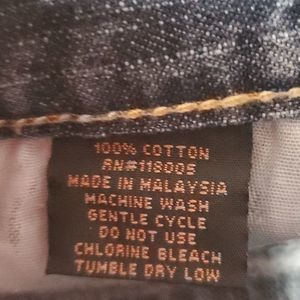 100% COTTON
RN#118005
MADE IN MALAYSIA
MACHINE WASH
GENTLE CYCLE
DO NOT USE
CHLORINE BLEACH
TUMBLE DRY LOW